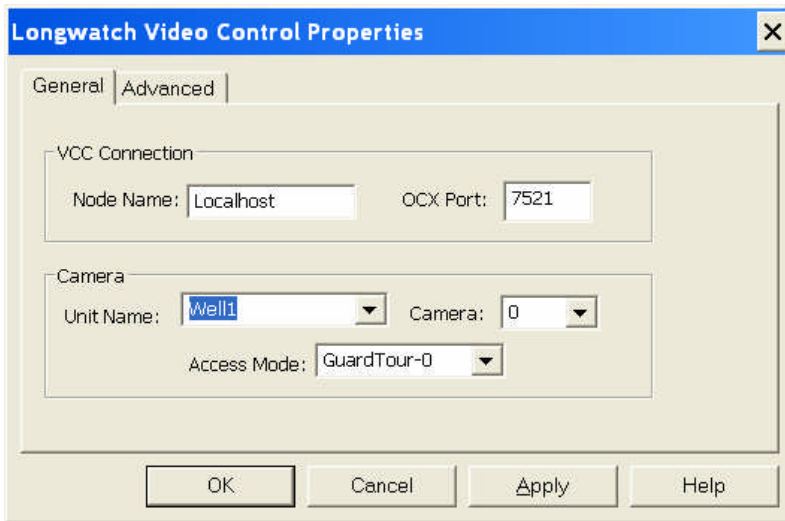 Longwatch Video Control Properties
General Advanced
VCC Connection
Node Name: Localhost OCX Port: 7521
Camera
Unit Name: Well1 Camera: 0
Access Mode: GuardTour-0
OK Cancel Apply Help